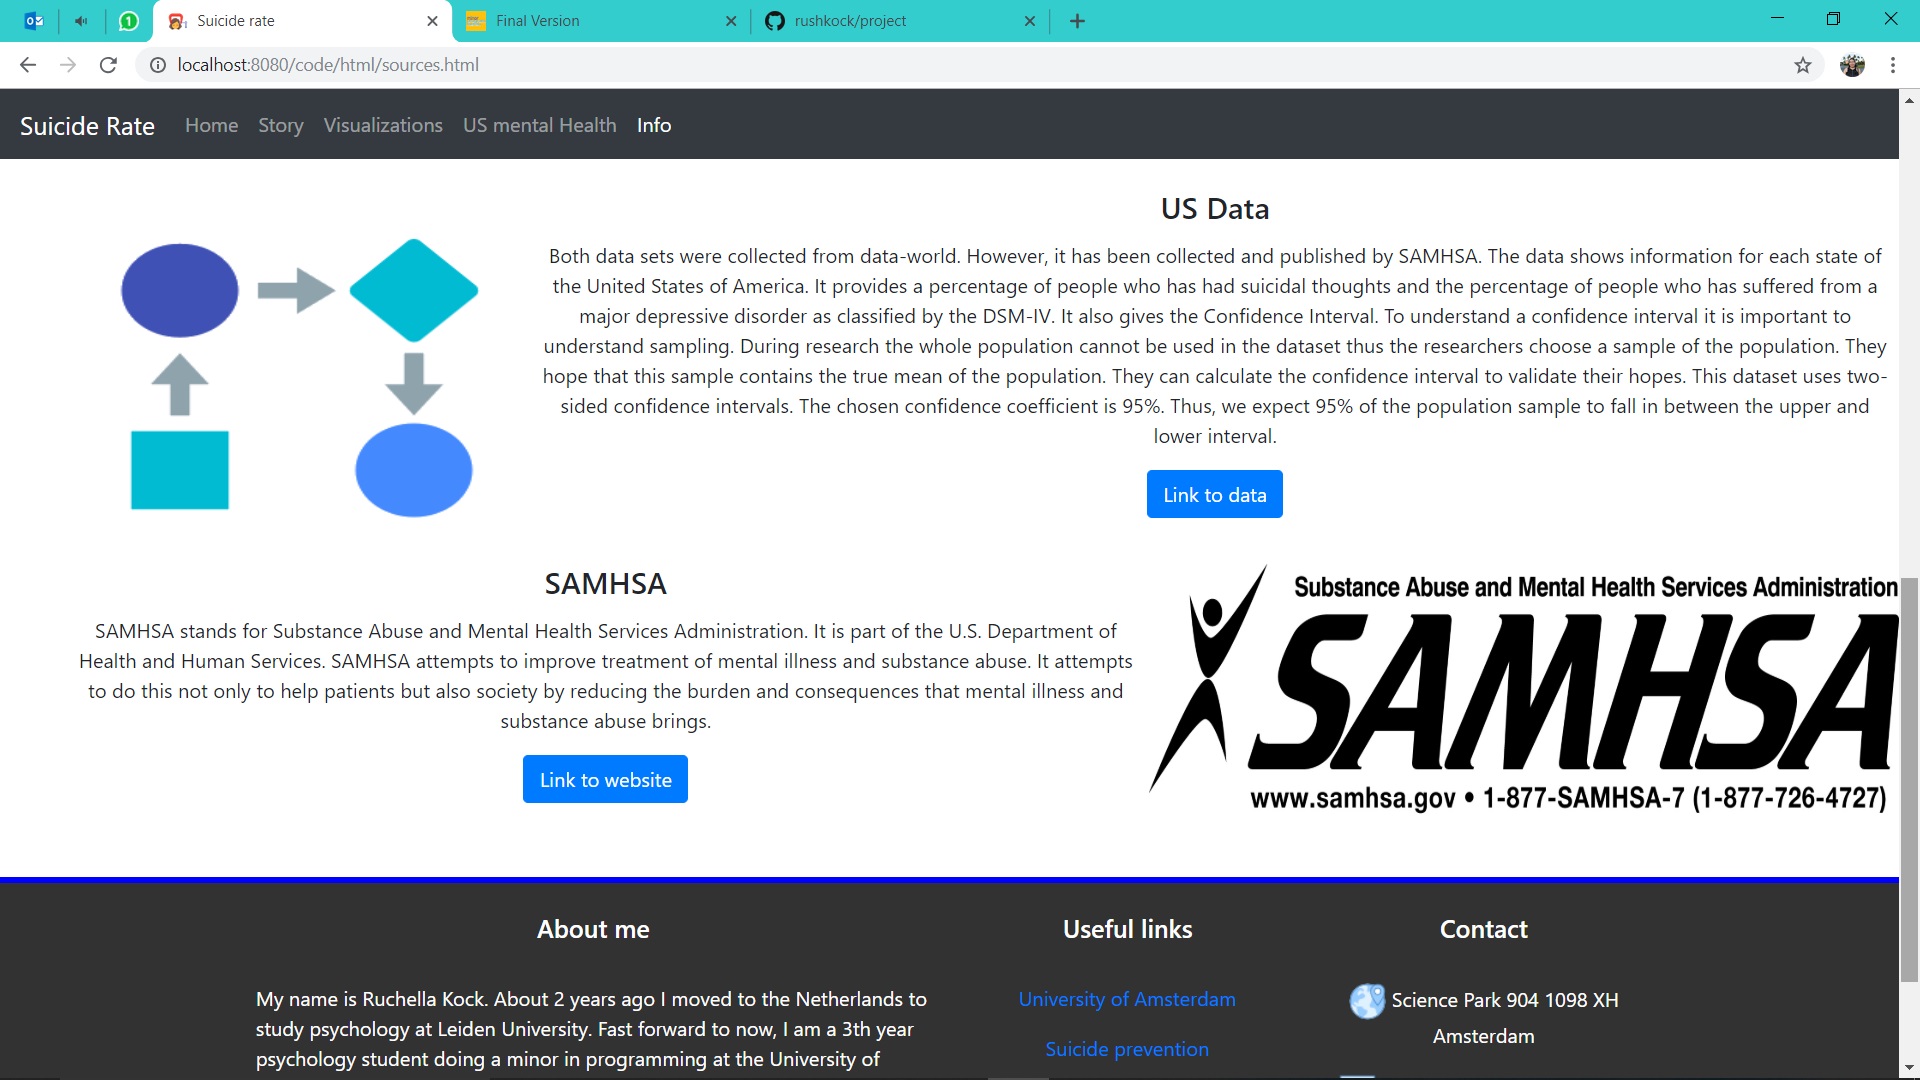 Suicide rate
Final Version
rushkock/project
localhost:8080/code/html/sources.html
Suicide Rate Home Story Visualizations US mental Health Info
US Data
Both data sets were collected from data-world. However, it has been collected and published by SAMHSA. The data shows information for each state of
the United States of America. It provides a percentage of people who has had suicidal thoughts and the percentage of people who has suffered from a
major depressive disorder as classified by the DSM-IV. It also gives the Confidence Interval. To understand a confidence interval it is important to
understand sampling. During research the whole population cannot be used in the dataset thus the researchers choose a sample of the population. They
hope that this sample contains the true mean of the population. They can calculate the confidence interval to validate their hopes. This dataset uses two-
sided confidence intervals. The chosen confidence coefficient is 95%. Thus, we expect 95% of the population sample to fall in between the upper and
lower interval.
Link to data
SAMHSA
SAMHSA stands for Substance Abuse and Mental Health Services Administration. It is part of the U.S. Department of
Health and Human Services. SAMHSA attempts to improve treatment of mental illness and substance abuse. It attempts
to do this not only to help patients but also society by reducing the burden and consequences that mental illness and
substance abuse brings.
Link to website
Substance Abuse and Mental Health Services Administration
SAMHSA
www.samhsa.gov • 1-877-SAMHSA-7 (1-877-726-4727)
About me
My name is Ruchella Kock. About 2 years ago I moved to the Netherlands to
study psychology at Leiden University. Fast forward to now, I am a 3th year
psychology student doing a minor in programming at the University of
Useful links
University of Amsterdam
Suicide prevention
Contact
Science Park 904 1098 XH
Amsterdam